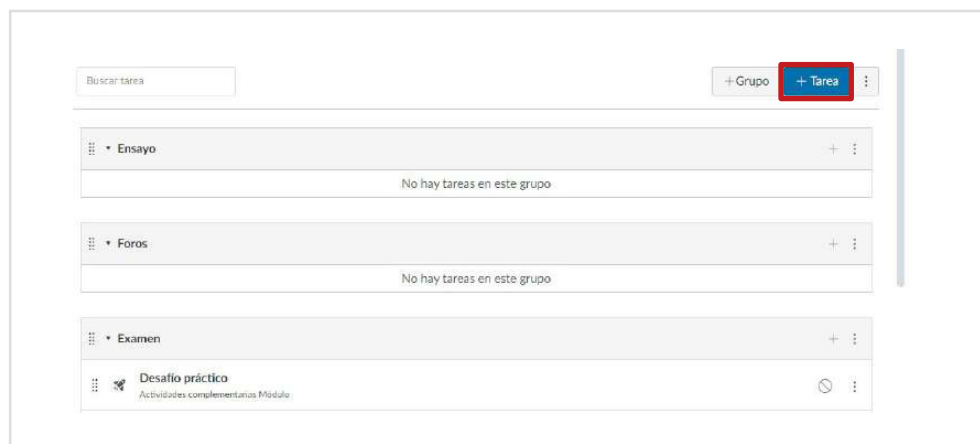 Buscar tarea
+ Grupo
+ Tarea
Ensayo
+
No hay tareas en este grupo
Foros
+
No hay tareas en este grupo
Examen
+
Desafío práctico
Actividades complementarias Módulo